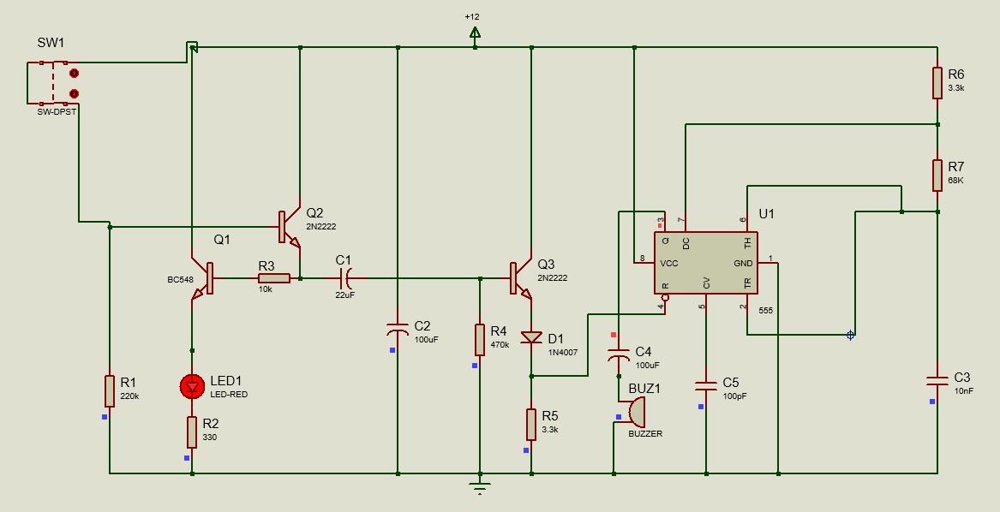 +12
SW1
SW-DPST
R6
3.3k
R7
68K
Q2
2N2222
Q1
BC548
R3
10k
C1
22uF
Q3
2N2222
U1
3
7
6
Q
DC
TH
8
VCC
GND
1
R
CV
TR
4
5
2
555
C2
100uF
R4
470k
D1
1N4007
C4
100uF
R1
220k
LED1
LED-RED
R2
330
R5
3.3k
BUZ1
BUZZER
C5
100pF
C3
10nF